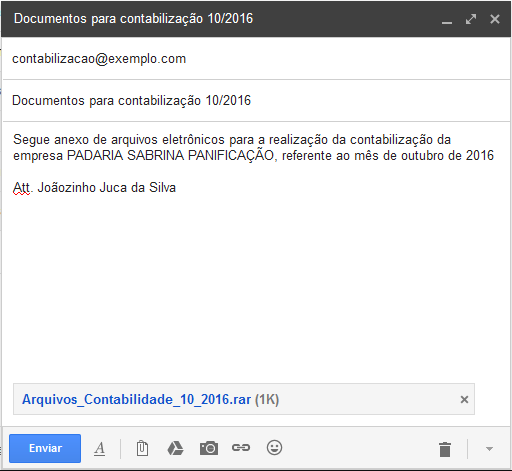 Documentos para contabilização 10/2016
contabilizacao@exemplo.com
Documentos para contabilização 10/2016
Segue anexo de arquivos eletrônicos para a realização da contabilização da
empresa PADARIA SABRINA PANIFICAÇÃO, referente ao mês de outubro de 2016
Att. Joãozinho Juca da Silva
Arquivos_Contabilidade_10_2016.rar (1K)
Enviar